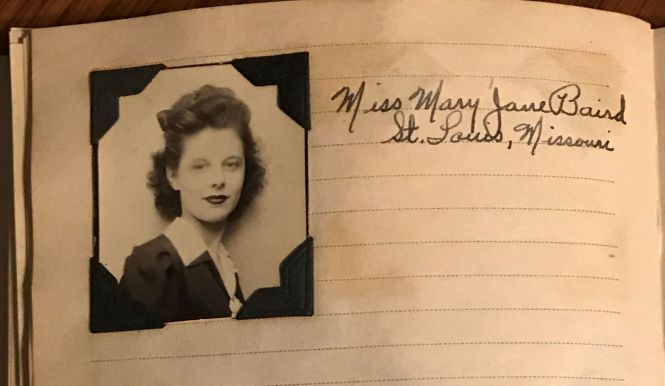 Miss Mary Jane Baird
St. Louis, Missouri